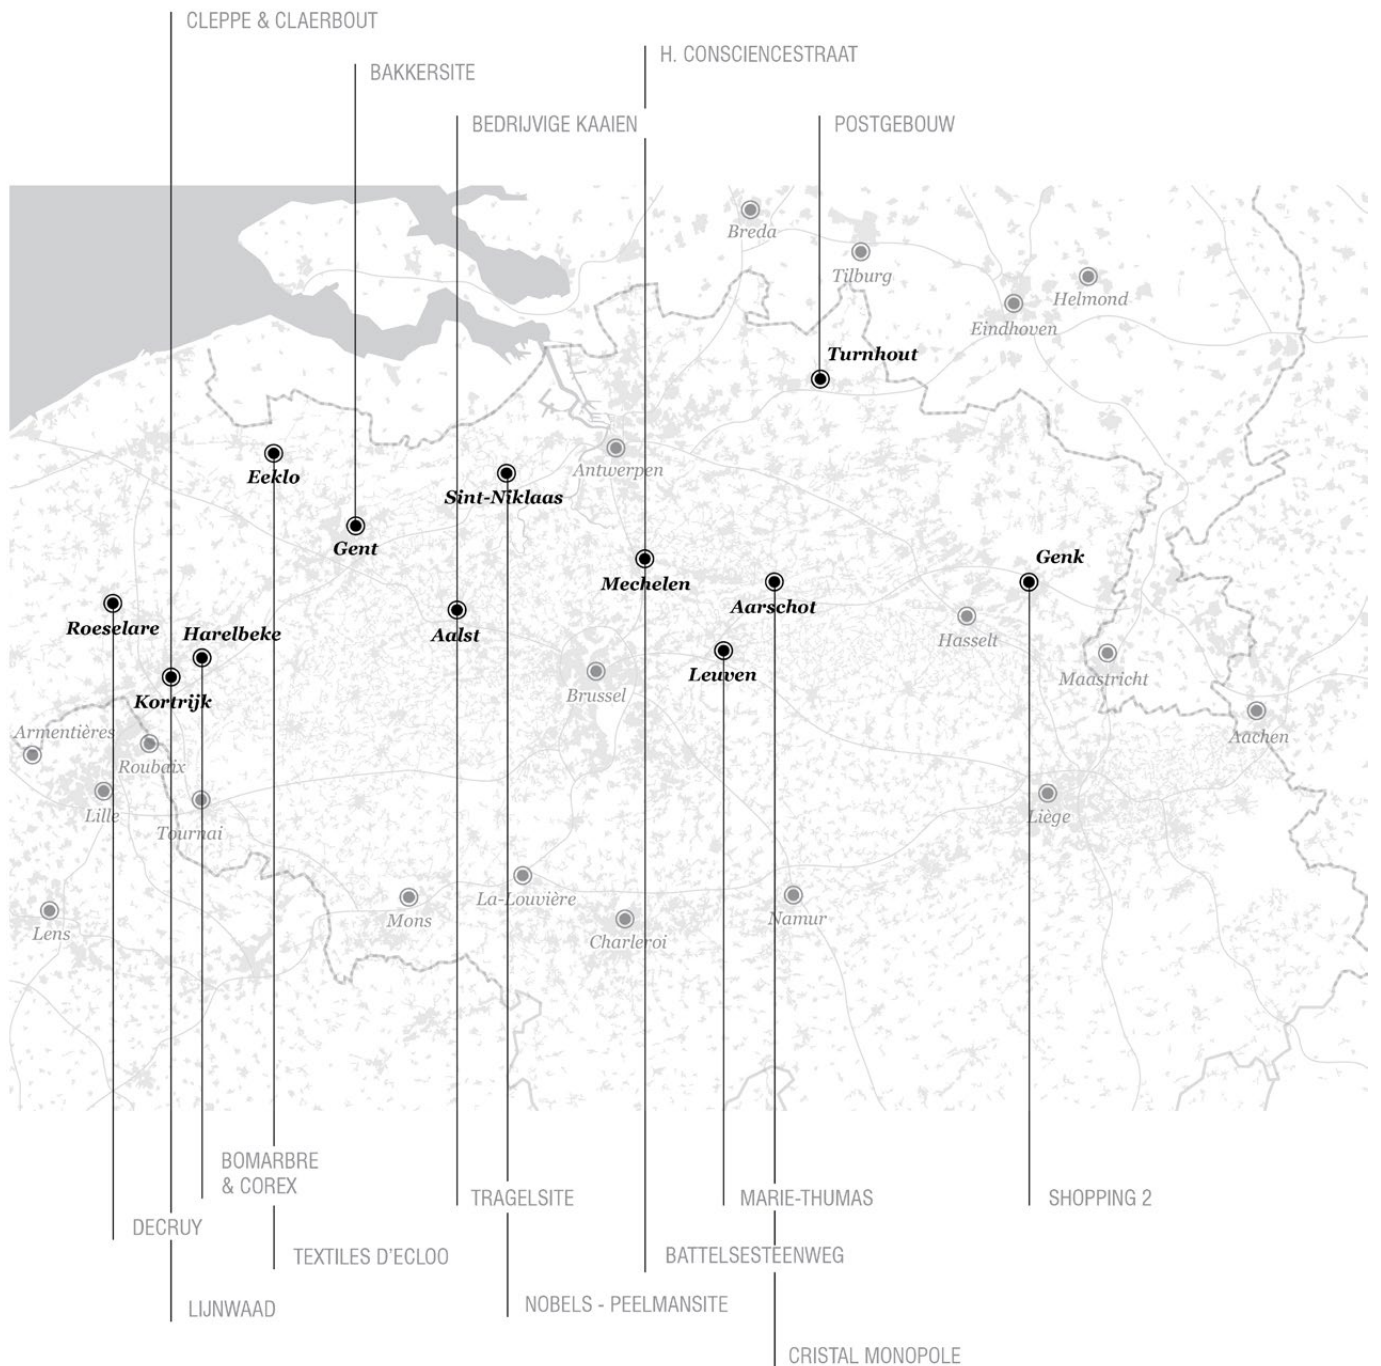 CLEPPE & CLAERBOUT
H. CONSCIENCESTRAAT
BAKKERSITE
BEDRIJVIGE KAAIEN
POSTGEBOUW
Breda
Tilburg
Helmond
Eindhoven
Turnhout
Eeklo
Antwerpen
Sint-Niklaas
Gent
Genk
Mechelen
Aarschot
Roeselare
Harelbeke
Aalst
Hasselt
Leuven
Maastricht
Brussel
Kortrijk
Armentières
Aachen
Roubaix
Lille
Liège
Tournai
La-Louvière
Mons
Namur
Lens
Charleroi
BOMARBRE
& COREX
TRAGELSITE
MARIE-THUMAS
SHOPPING 2
DECRUY
TEXTILES D'ECLOO
BATTELSESTEENWEG
LIJNWAAD
NOBELS - PEELMANSITE
CRISTAL MONOPOLE